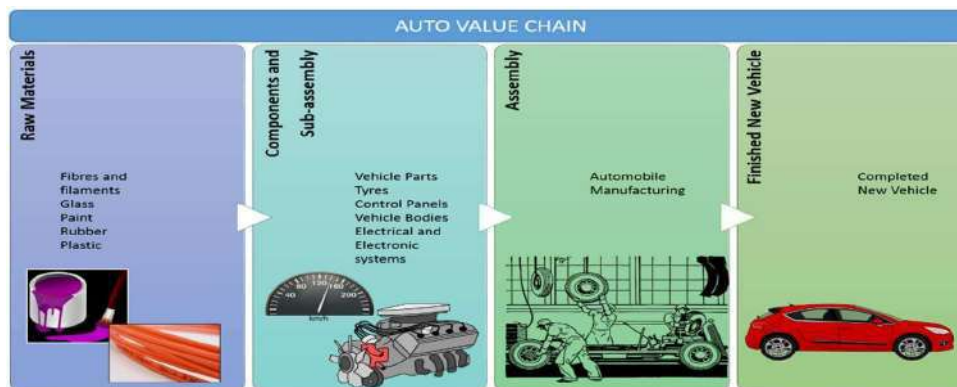 AUTO VALUE CHAIN
Raw Materials
Fibres and
filaments
Glass
Paint
Rubber
Plastic
Components and
Sub-assembly
Vehicle Parts
Tyres
Control Panels
Vehicle Bodies
Electrical and
Electronic
systems
40
80
120
160
200
km/h
Assembly
Automobile
Manufacturing
Finished New Vehicle
Completed
New Vehicle